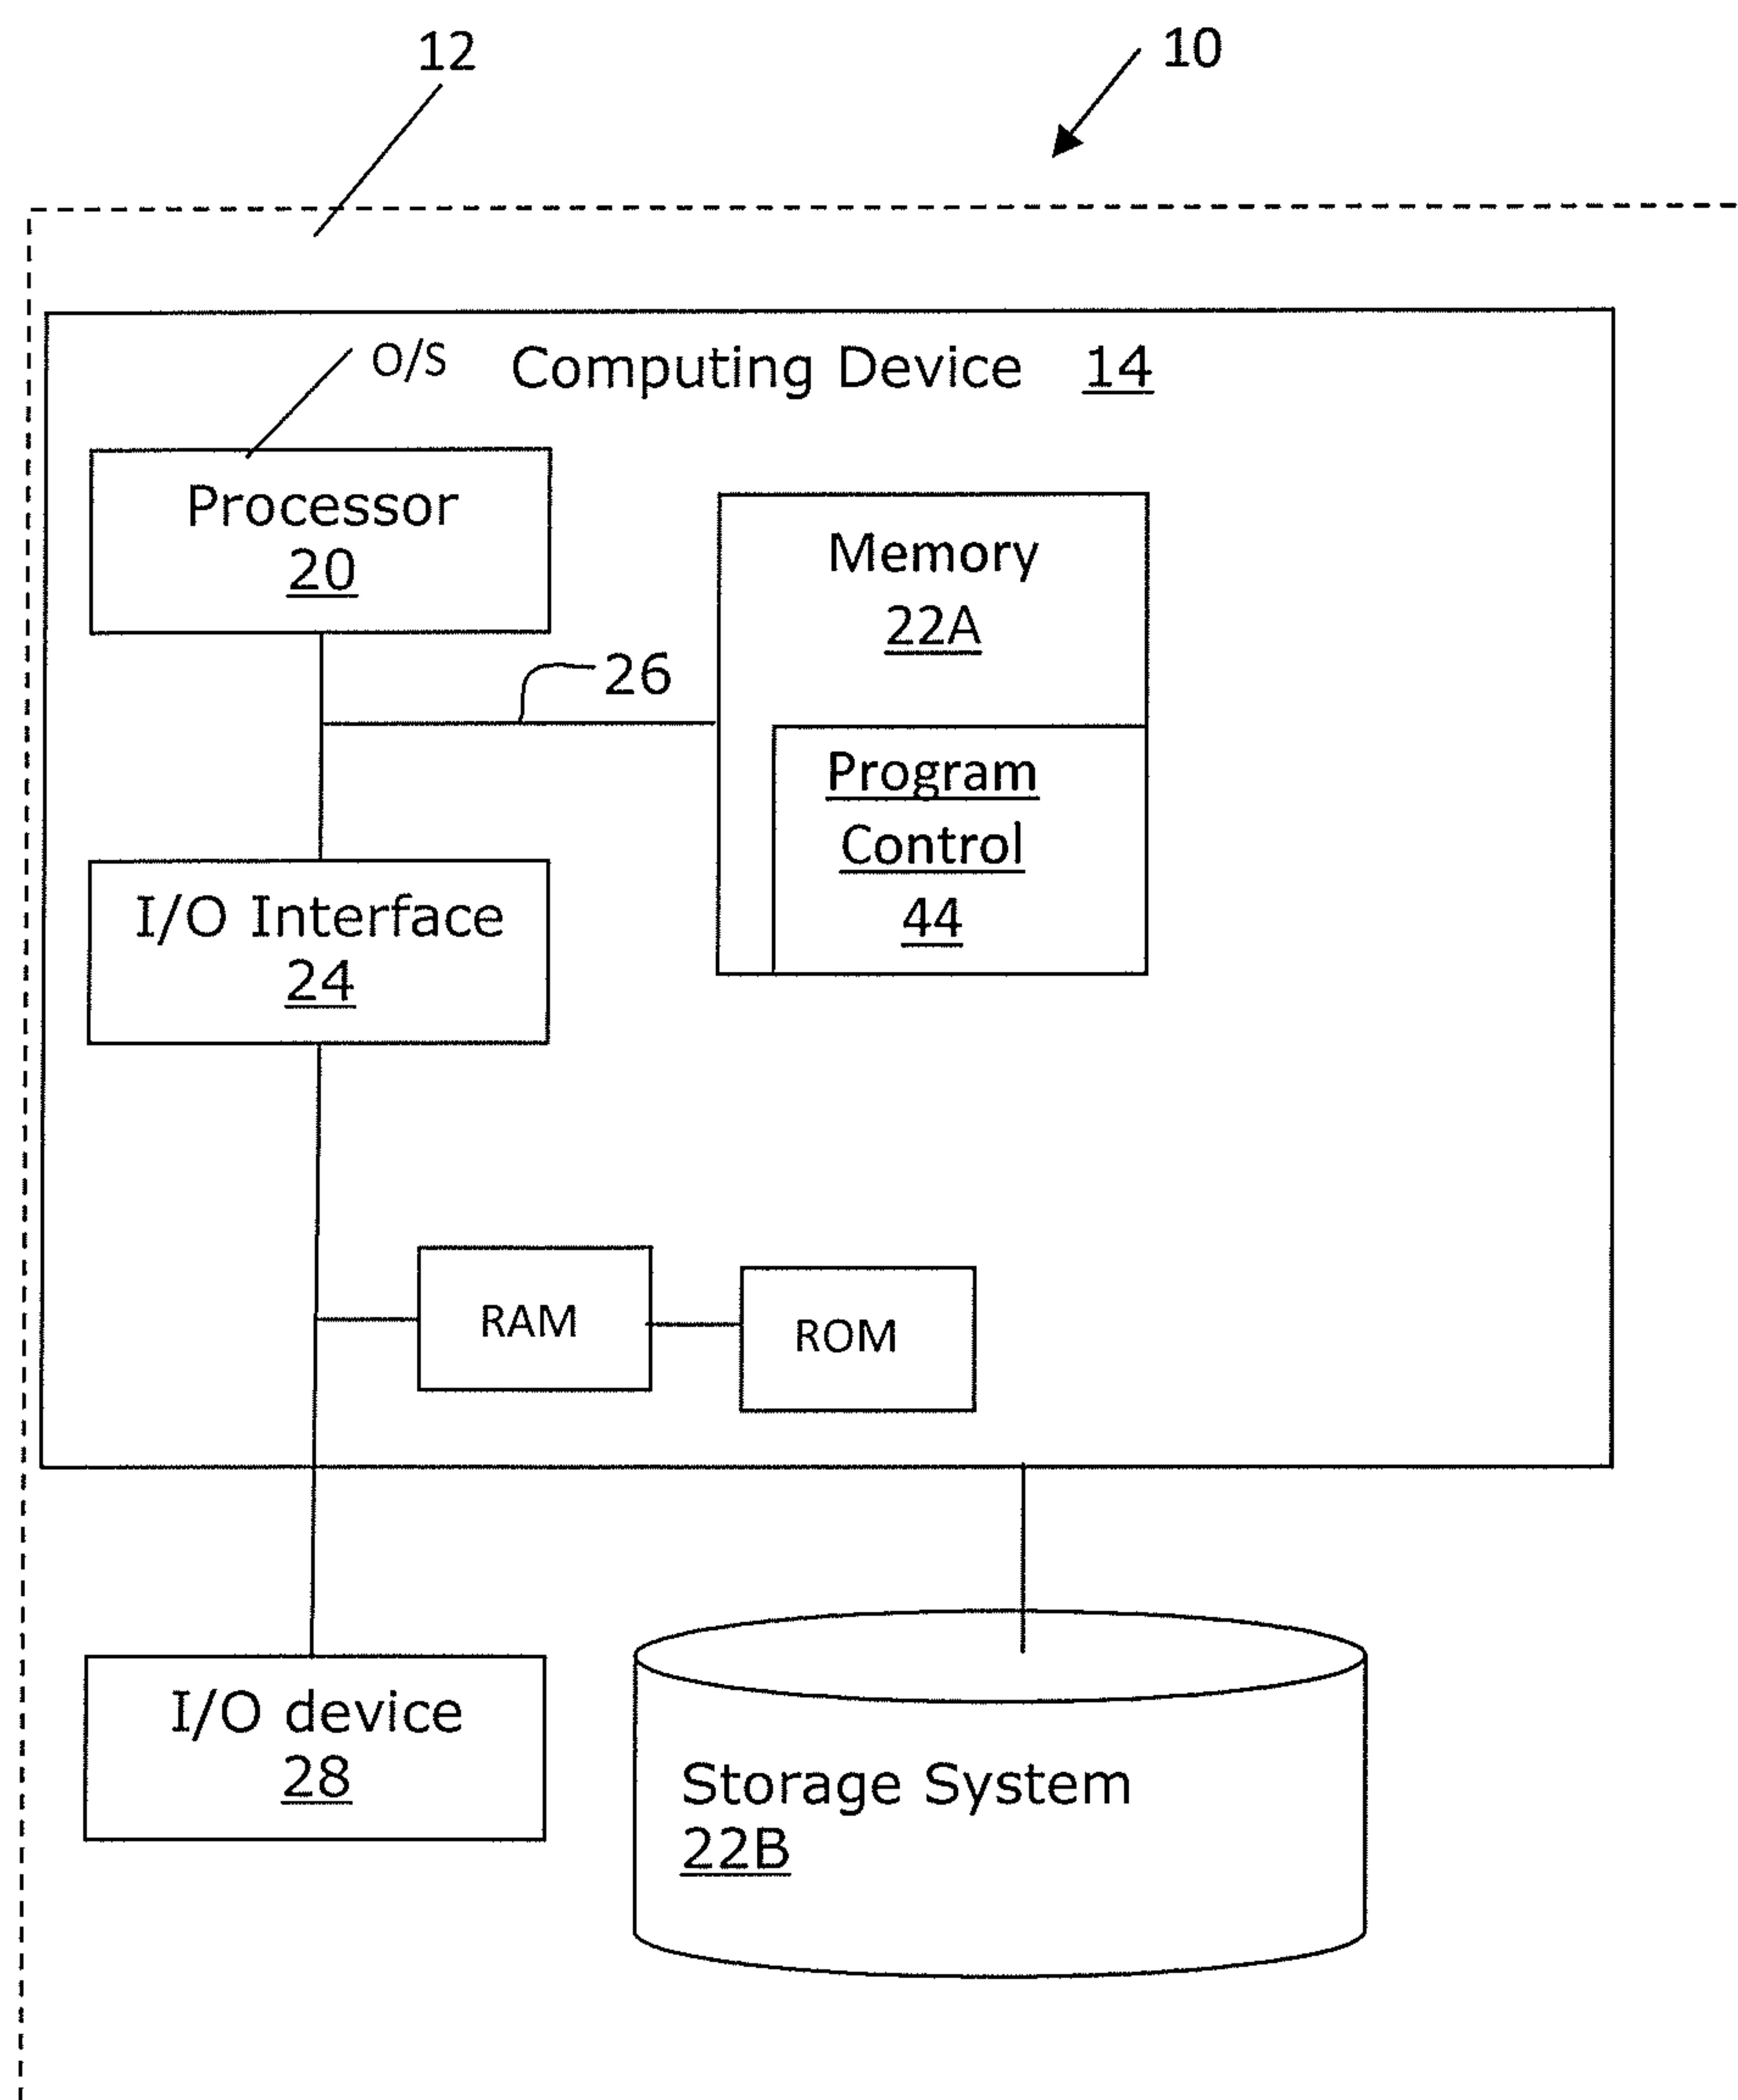 12
10
O/S
Computing Device 14
Processor
20
Memory
22A
26
Program
Control
44
I/O Interface
24
RAM
ROM
I/O device
28
Storage System
22B